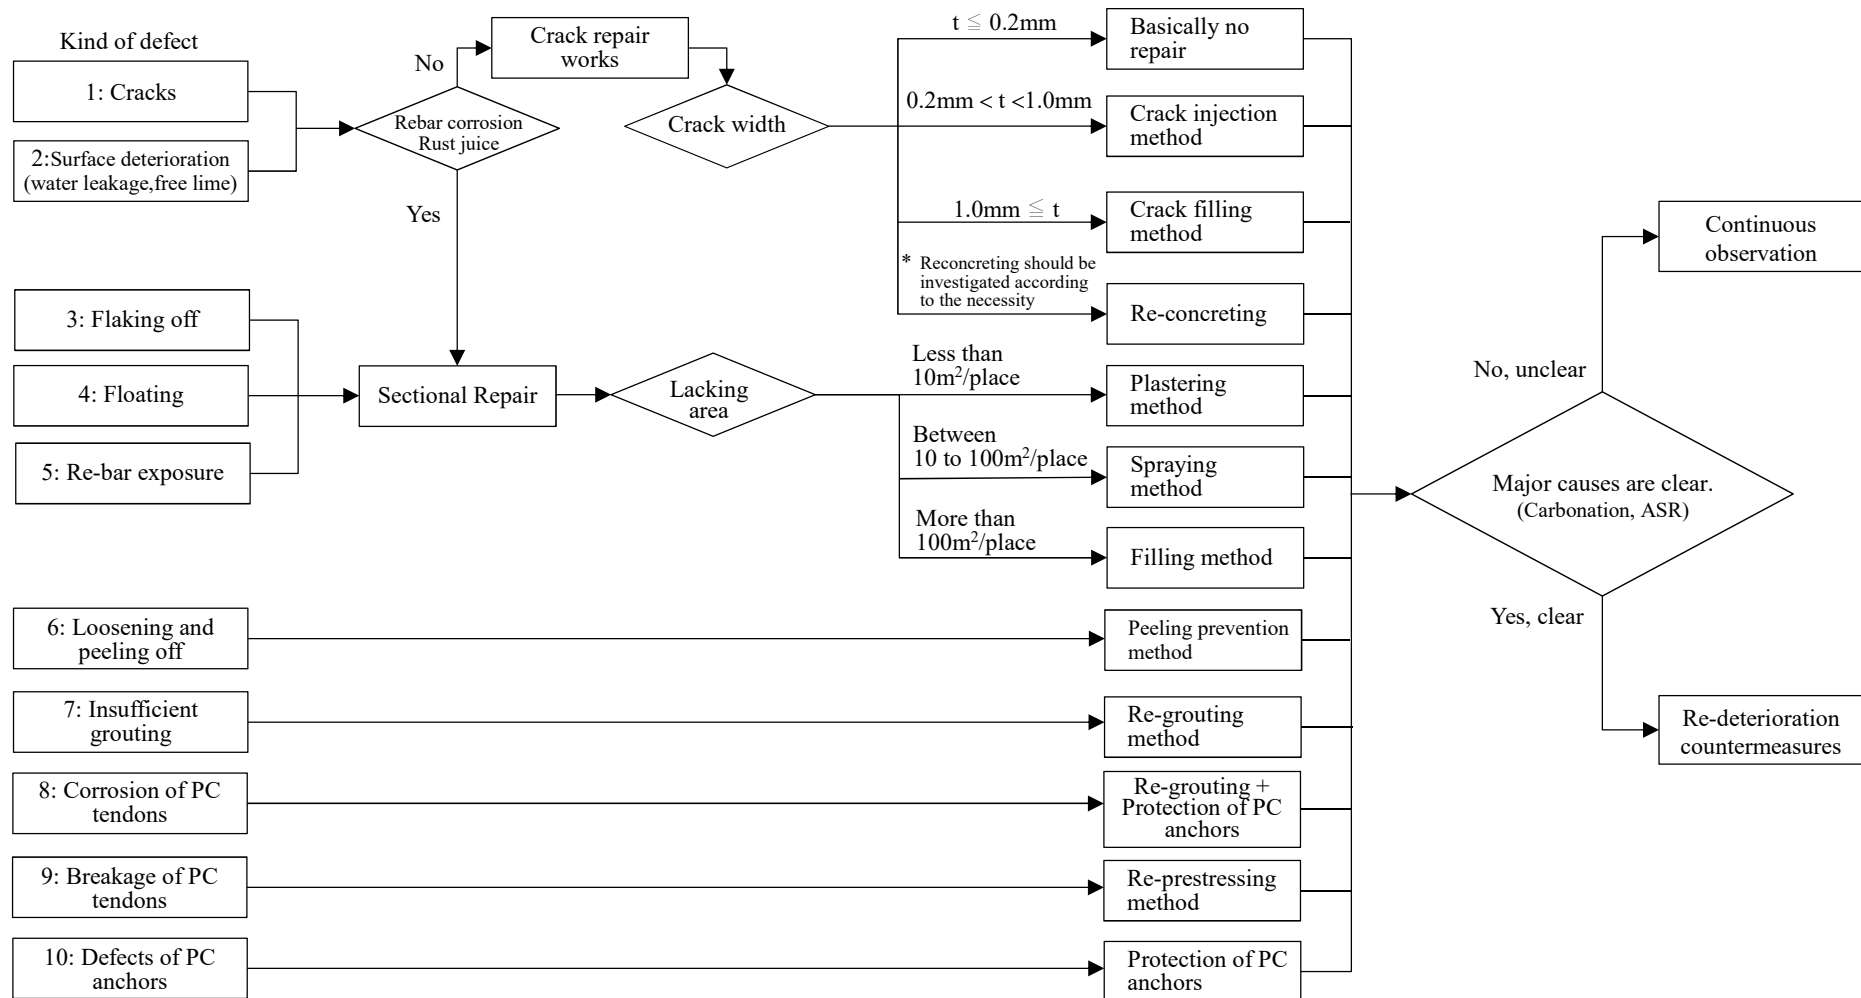 Kind of defect
1: Cracks
2:Surface deterioration
(water leakage,free lime)
No
Rebar corrosion
Rust juice
Yes
Crack repair
works
Crack width
t ≦ 0.2mm
Basically no
repair
0.2mm < t <1.0mm
Crack injection
method
1.0mm ≦ t
Crack filling
method
* Reconcreting should be
investigated according
to the necessity
Re-concreting
3: Flaking off
4: Floating
5: Re-bar exposure
Sectional Repair
Lacking
area
Less than
10m²/place
Plastering
method
Between
10 to 100m²/place
Spraying
method
More than
100m²/place
Filling method
6: Loosening and
peeling off
Peeling prevention
method
7: Insufficient
grouting
Re-grouting
method
8: Corrosion of PC
tendons
Re-grouting +
Protection of PC
anchors
9: Breakage of PC
tendons
Re-prestressing
method
10: Defects of PC
anchors
Protection of PC
anchors
Continuous
observation
No, unclear
Major causes are clear.
(Carbonation, ASR)
Yes, clear
Re-deterioration
countermeasures